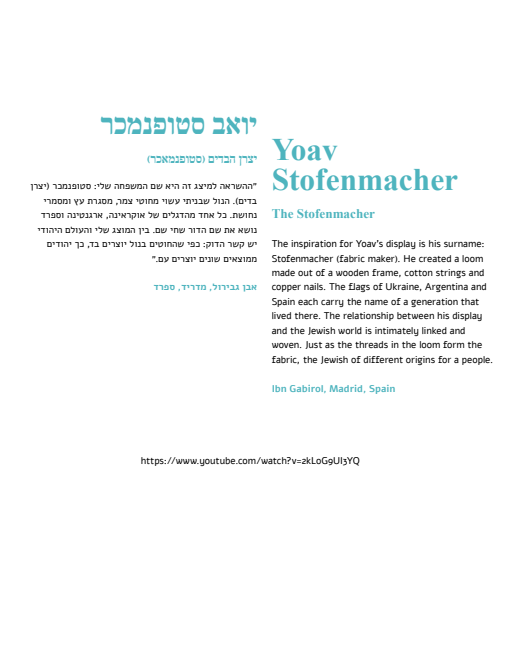 יואב סטופנמכר
יצרן הבדים (סטופנמאכר)
"ההשראה למיצג זה היא שם המשפחה שלי: סטופנמכר (יצרן
בדים). הנול שבניתי עשוי מחוטי צמר, מסגרת עץ ומסמרי
נחושת. כל אחד מהדגלים של אוקראינה, ארגנטינה וספרד
נושא את שם הדור שחי שם. בין המוצג שלי והעולם היהודי
יש קשר הדוק: כפי שהחוטים בנול יוצרים בד, כך יהודים
ממוצאים שונים יוצרים עם."
אבן גבירול, מדריד, ספרד
Yoav
Stofenmacher
The Stofenmacher
The inspiration for Yoav's display is his surname:
Stofenmacher (fabric maker). He created a loom
made out of a wooden frame, cotton strings and
copper nails. The flags of Ukraine, Argentina and
Spain each carry the name of a generation that
lived there. The relationship between his display
and the Jewish world is intimately linked and
woven. Just as the threads in the loom form the
fabric, the Jewish of different origins for a people.
Ibn Gabirol, Madrid, Spain
https://www.youtube.com/watch?v=2kLoG9UI3YQ